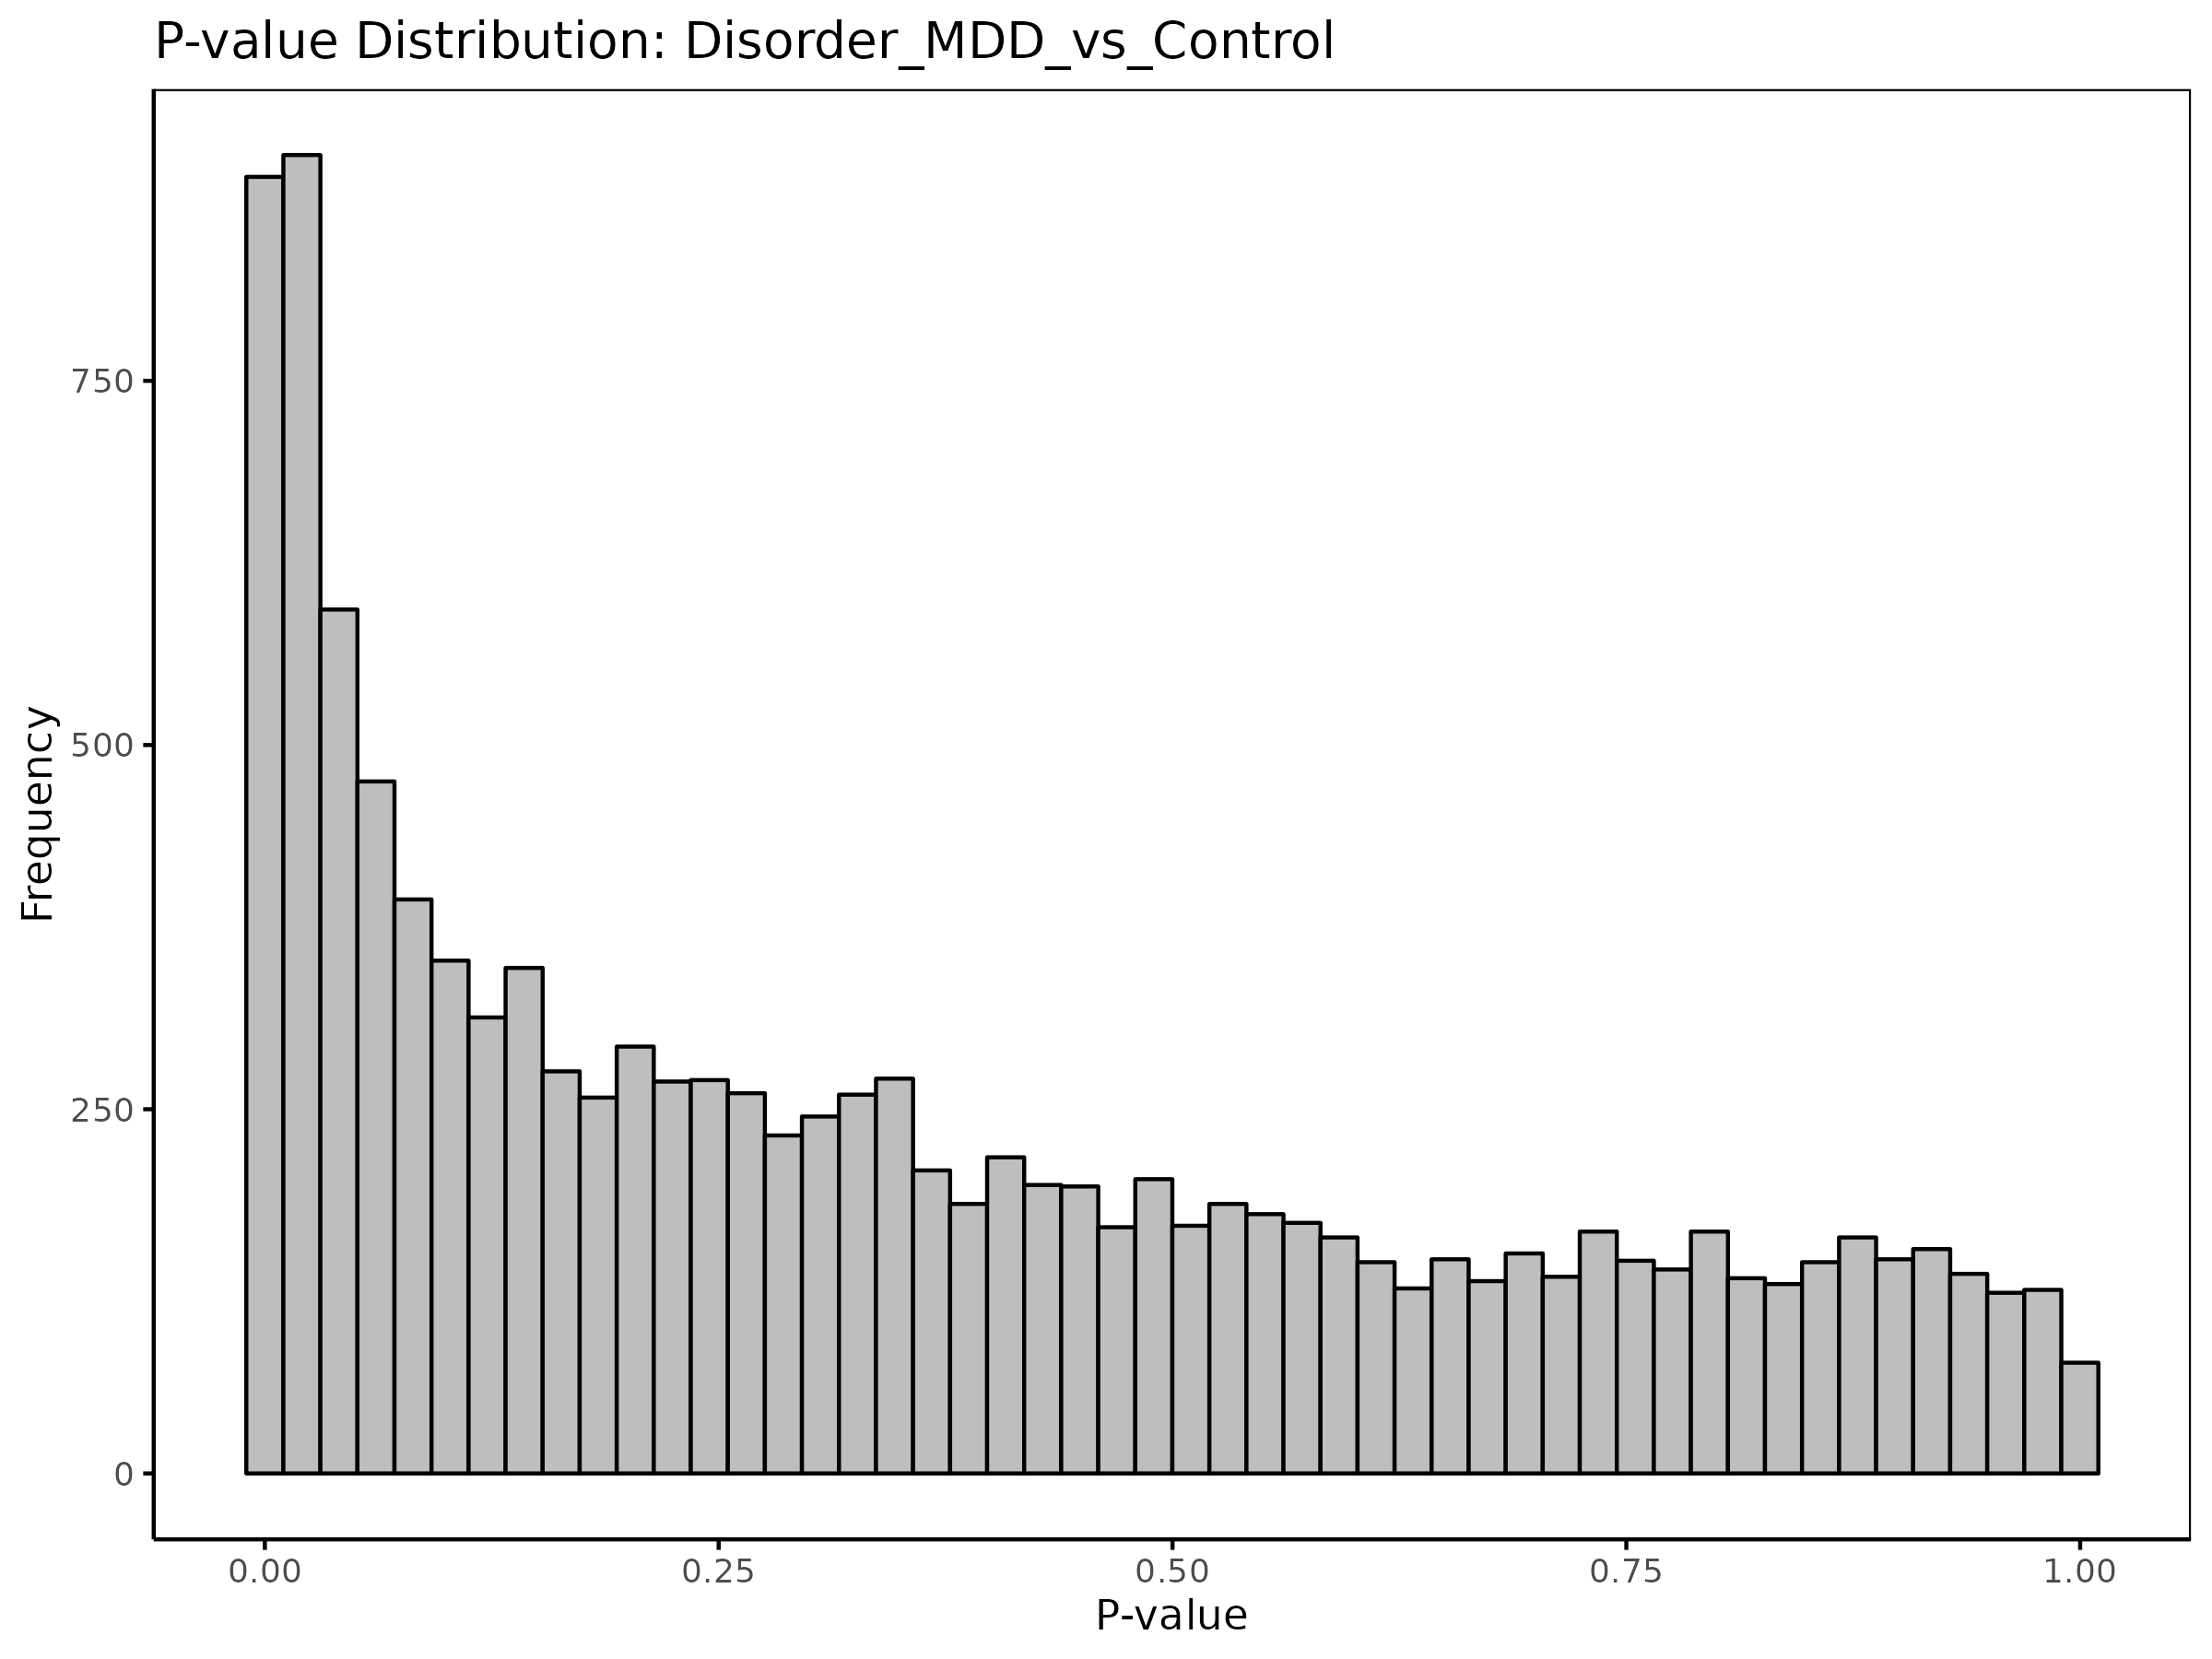 P-value Distribution: Disorder_MDD_vs_Control
Frequency
750
500
250
0
0.00 0.25 0.50 0.75 1.00
P-value